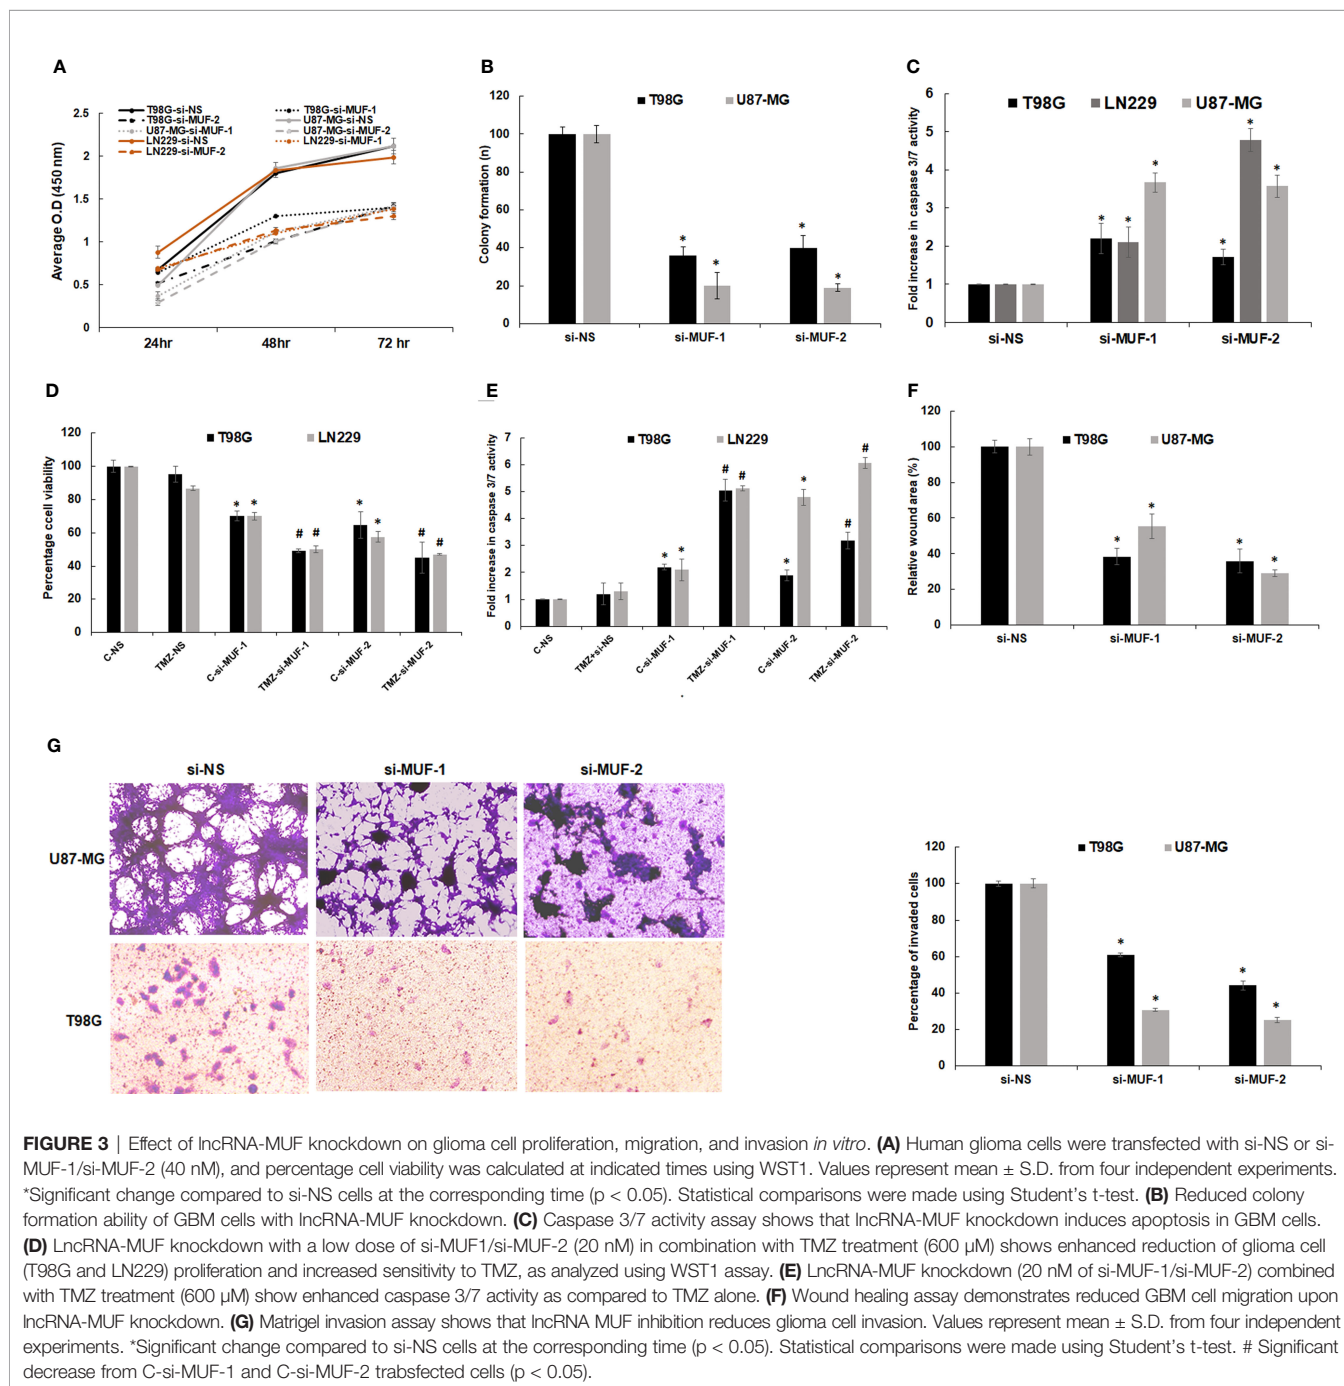 A
T98G-si-NS
T98G-si-MUF-1
T98G-si-MUF-2
U87-MG-si-NS
U87-MG-si-MUF-1
U87-MG-si-MUF-2
LN229-si-NS
LN229-si-MUF-1
LN229-si-MUF-2
Average O.D (450 nm)
2.5
2
1.5
1
0.5
0
24hr 48hr 72 hr
B
T98G U87-MG
Colony formation (n)
120
100
80
60
40
20
0
* * * *
si-NS si-MUF-1 si-MUF-2
C
T98G LN229 U87-MG
Fold increase in caspase 3/7 activity
6
5
4
3
2
1
0
* * * * * *
si-NS si-MUF-1 si-MUF-2
D
T98G LN229
Percentage ccell viability
120
100
80
60
40
20
0
* * # # * * # #
C-NS TMZ-NS C-si-MUF-1 TMZ-si-MUF-1 C-si-MUF-2 TMZ-si-MUF-2
E
T98G LN229
Fold increase in caspase 3/7 activity
7
6
5
4
3
2
1
0
* * # # * * # #
C-NS TMZ+si-NS C-si-MUF-1 TMZ-si-MUF-1 C-si-MUF-2 TMZ-si-MUF-2
F
T98G U87-MG
Relative wound area (%)
120
100
80
60
40
20
0
* * * *
si-NS si-MUF-1 si-MUF-2
G
si-NS si-MUF-1 si-MUF-2
U87-MG
T98G
T98G U87-MG
Percentage of invaded cells
120
100
80
60
40
20
0
* * * *
si-NS si-MUF-1 si-MUF-2
FIGURE 3 | Effect of lncRNA-MUF knockdown on glioma cell proliferation, migration, and invasion in vitro. (A) Human glioma cells were transfected with si-NS or si-
MUF-1/si-MUF-2 (40 nM), and percentage cell viability was calculated at indicated times using WST1. Values represent mean ± S.D. from four independent experiments.
*Significant change compared to si-NS cells at the corresponding time (p < 0.05). Statistical comparisons were made using Student's t-test. (B) Reduced colony
formation ability of GBM cells with lncRNA-MUF knockdown. (C) Caspase 3/7 activity assay shows that lncRNA-MUF knockdown induces apoptosis in GBM cells.
(D) LncRNA-MUF knockdown with a low dose of si-MUF1/si-MUF-2 (20 nM) in combination with TMZ treatment (600 µM) shows enhanced reduction of glioma cell
(T98G and LN229) proliferation and increased sensitivity to TMZ, as analyzed using WST1 assay. (E) LncRNA-MUF knockdown (20 nM of si-MUF-1/si-MUF-2) combined
with TMZ treatment (600 µM) show enhanced caspase 3/7 activity as compared to TMZ alone. (F) Wound healing assay demonstrates reduced GBM cell migration upon
lncRNA-MUF knockdown. (G) Matrigel invasion assay shows that lncRNA MUF inhibition reduces glioma cell invasion. Values represent mean ± S.D. from four independent
experiments. *Significant change compared to si-NS cells at the corresponding time (p < 0.05). Statistical comparisons were made using Student's t-test. # Significant
decrease from C-si-MUF-1 and C-si-MUF-2 trabsfected cells (p < 0.05).